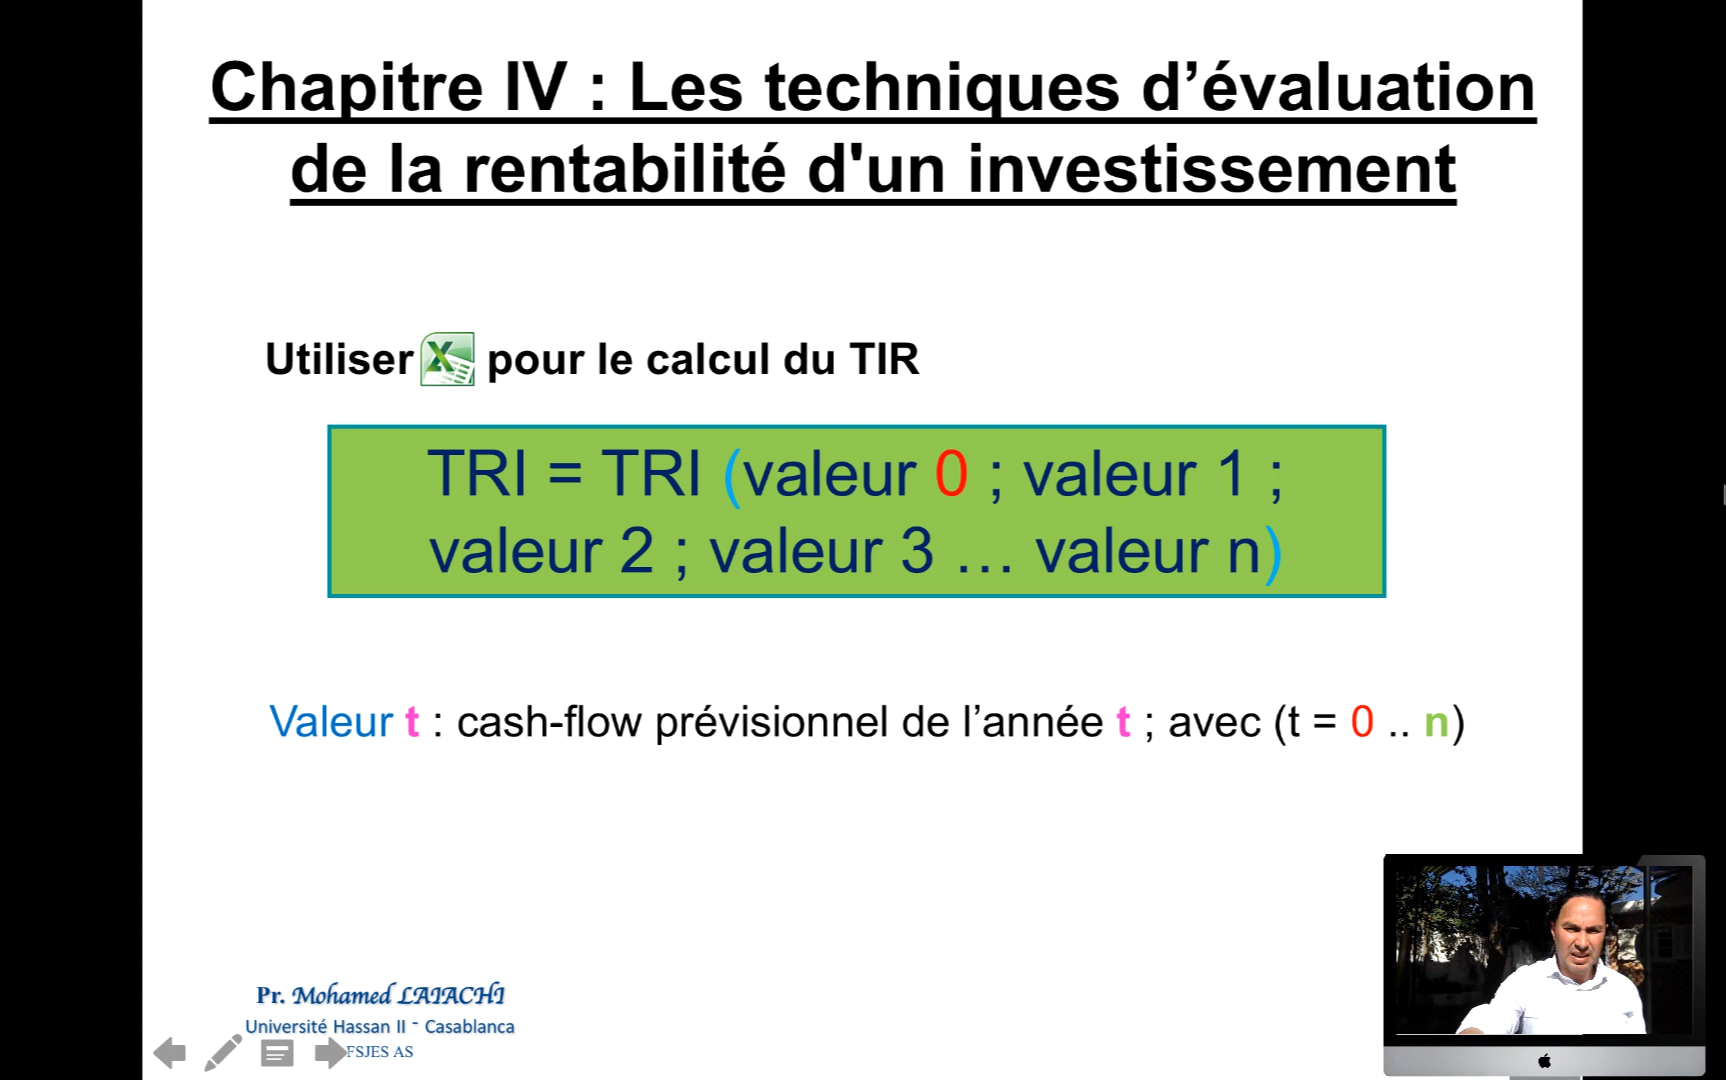 Chapitre IV : Les techniques d’évaluation
de la rentabilité d'un investissement
Utiliser pour le calcul du TIR
TRI = TRI (valeur 0 ; valeur 1 ;
valeur 2 ; valeur 3 … valeur n)
Valeur t : cash-flow prévisionnel de l’année t ; avec (t = 0 .. n)
Pr. Mohamed LAIACHI
Université Hassan II - Casablanca
FSJES AS